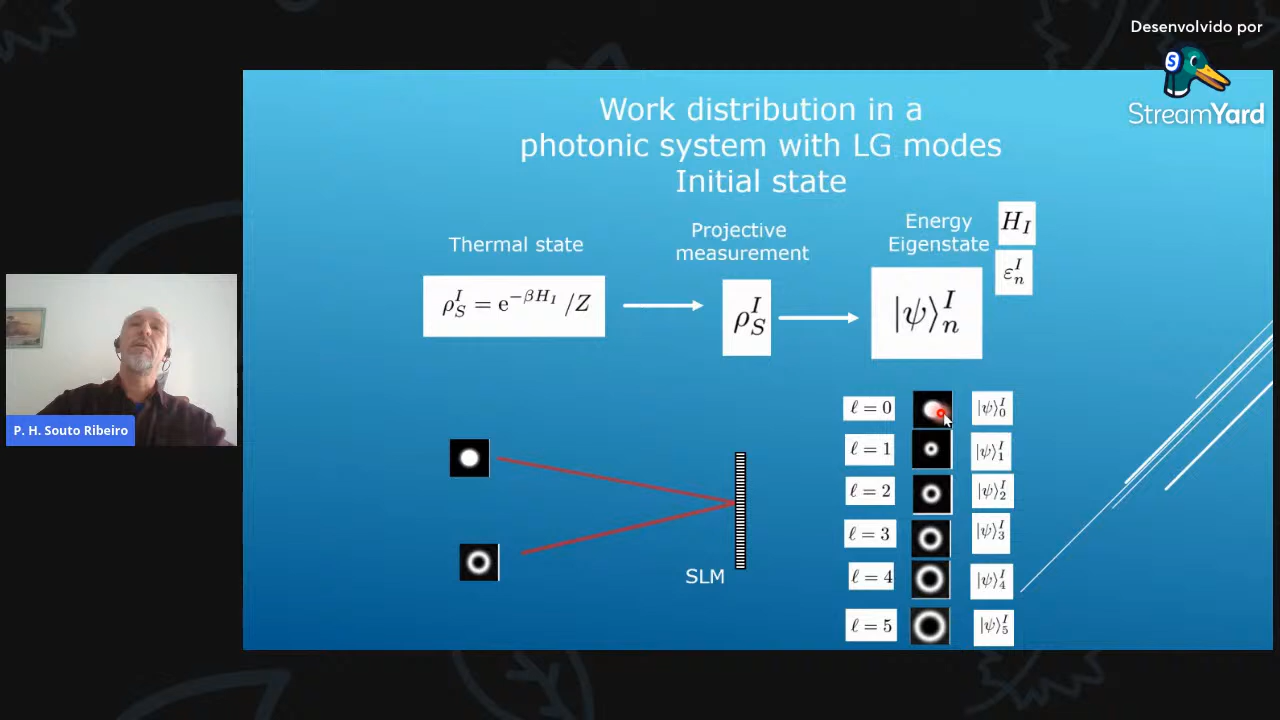 Desenvolvido por
StreamYard
Work distribution in a
photonic system with LG modes
Initial state
Thermal state
Projective
measurement
Energy
Eigenstate
H_I
ε_n^I
ρ_S^I = e^{-βH_I} /Z
ρ_S^I
|ψ⟩_n^I
ℓ = 0
|ψ⟩_0^I
ℓ = 1
|ψ⟩_1^I
ℓ = 2
|ψ⟩_2^I
ℓ = 3
|ψ⟩_3^I
ℓ = 4
|ψ⟩_4^I
ℓ = 5
|ψ⟩_5^I
SLM
P. H. Souto Ribeiro